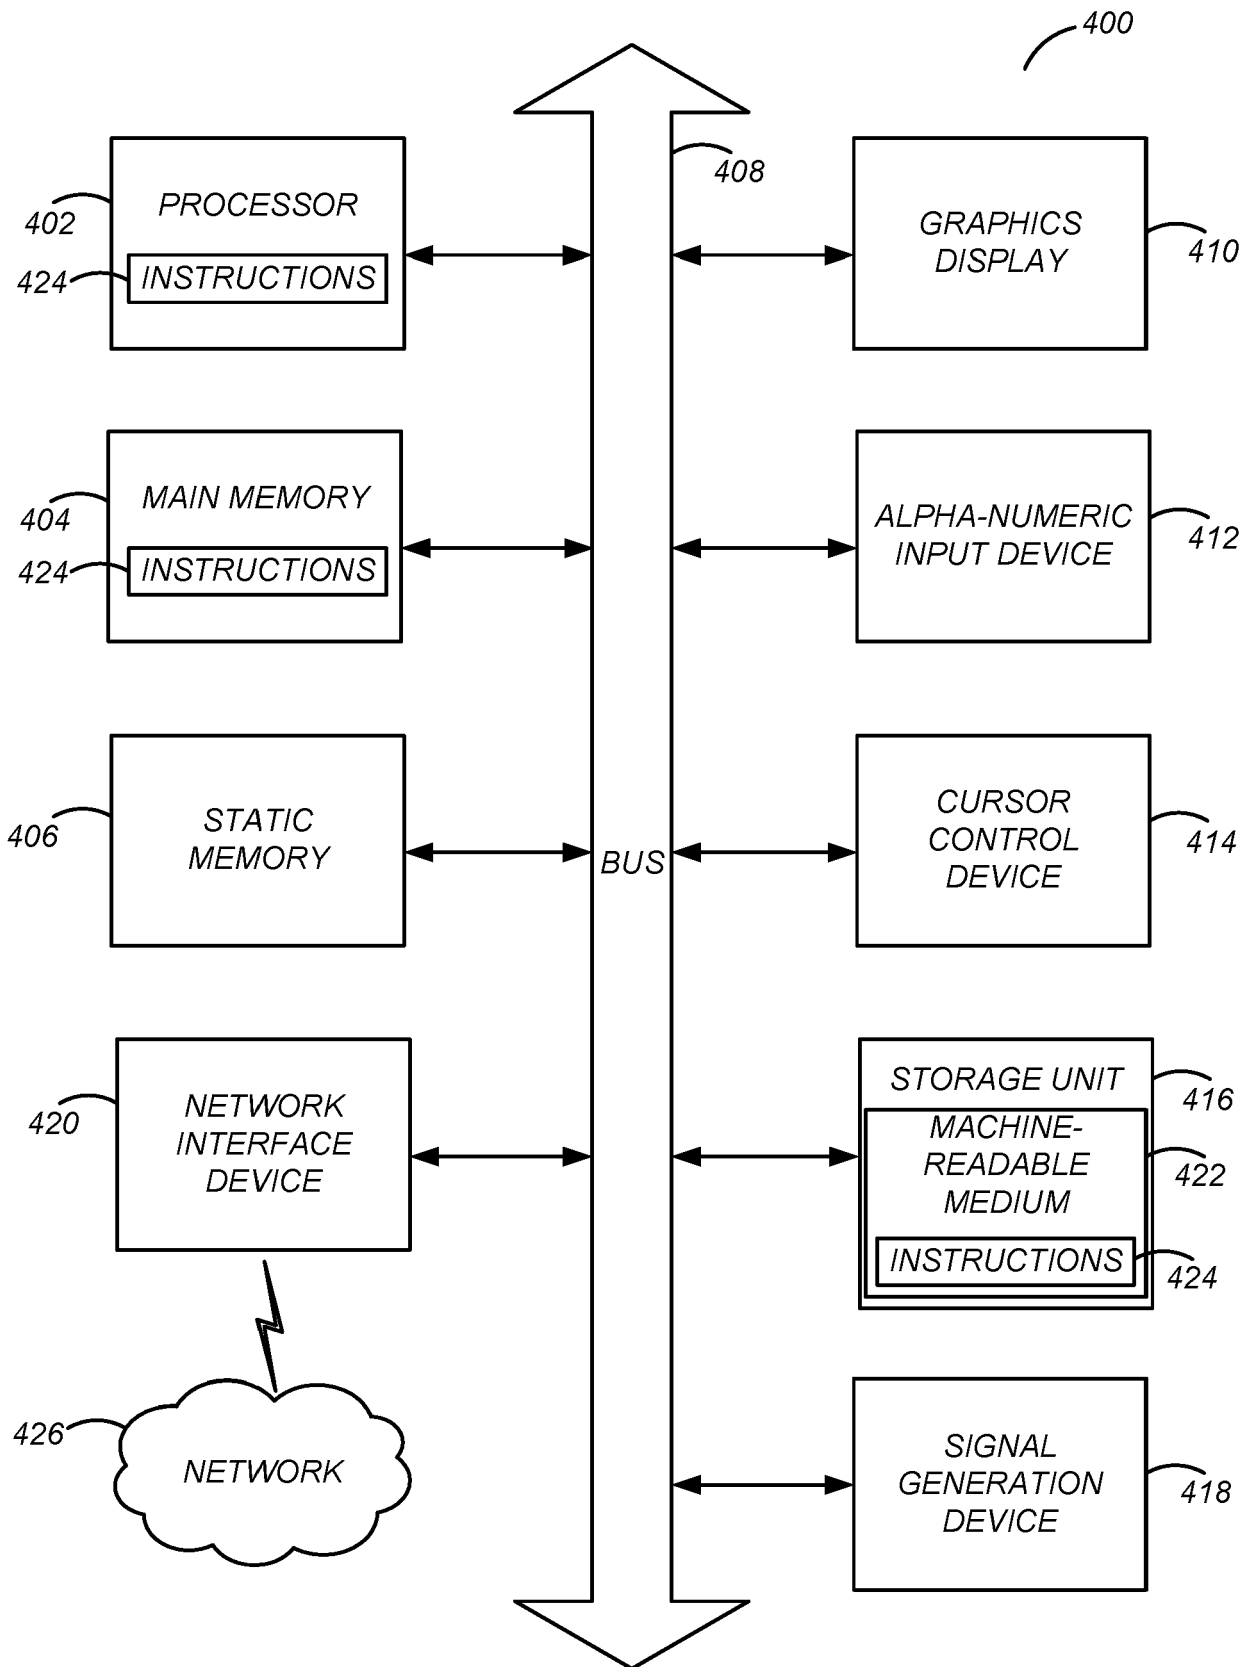 400
408
PROCESSOR
402
INSTRUCTIONS
424
GRAPHICS
DISPLAY
410
MAIN MEMORY
404
INSTRUCTIONS
424
ALPHA-NUMERIC
INPUT DEVICE
412
STATIC
MEMORY
406
BUS
CURSOR
CONTROL
DEVICE
414
NETWORK
INTERFACE
DEVICE
420
STORAGE UNIT
416
MACHINE-
READABLE
MEDIUM
422
INSTRUCTIONS
424
NETWORK
426
SIGNAL
GENERATION
DEVICE
418